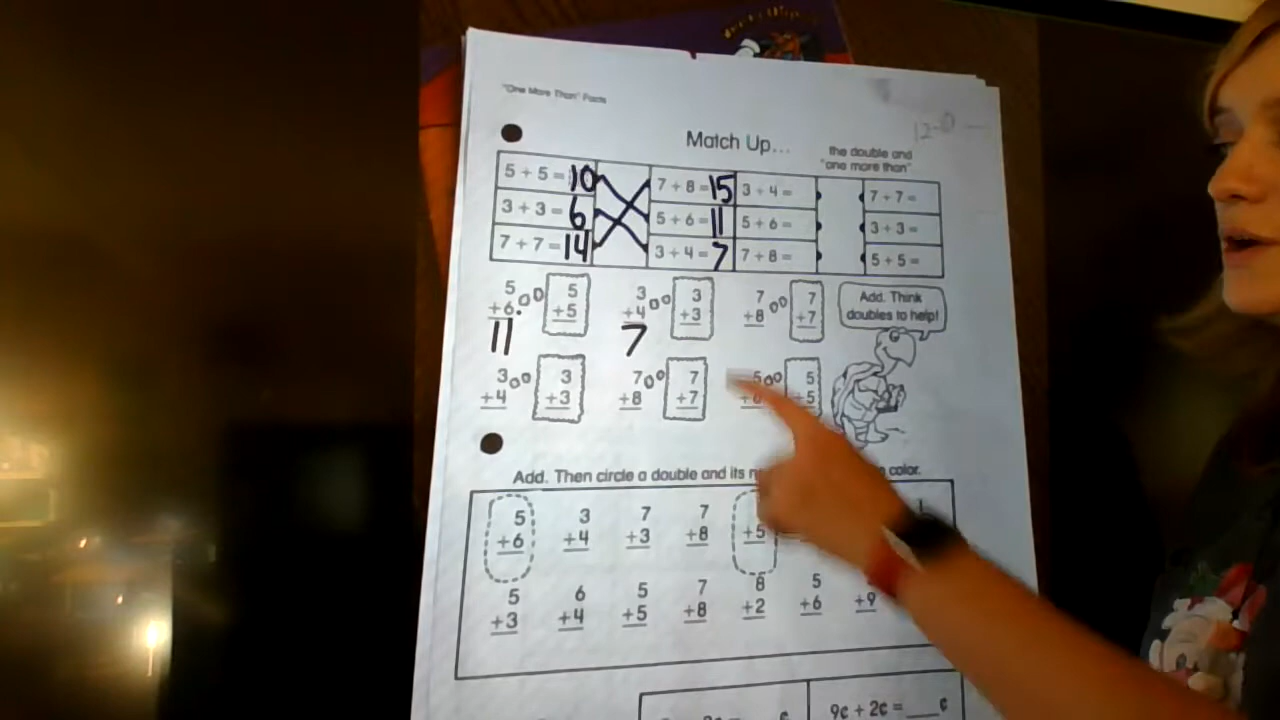 "One More Than" Facts
12-0
Match Up...
the double and
"one more than"
5 + 5 = 10
7 + 8 = 15
3 + 4 =
7 + 7 =
3 + 3 = 6
5 + 6 = 11
5 + 6 =
3 + 3 =
7 + 7 = 14
3 + 4 = 7
7 + 8 =
5 + 5 =
5 5 3 3 7 7
+6 +5 +4 +3 +8 +7
11 7
Add. Think
doubles to help!
3 3 7 7 5 5
+4 +3 +8 +7 +5
Add. Then circle a double and its color.
5 3 7 7
+6 +4 +3 +8 +5
5 6 5 7 8 5
+3 +4 +5 +8 +2 +6 +9
9¢ + 2¢ = ___¢